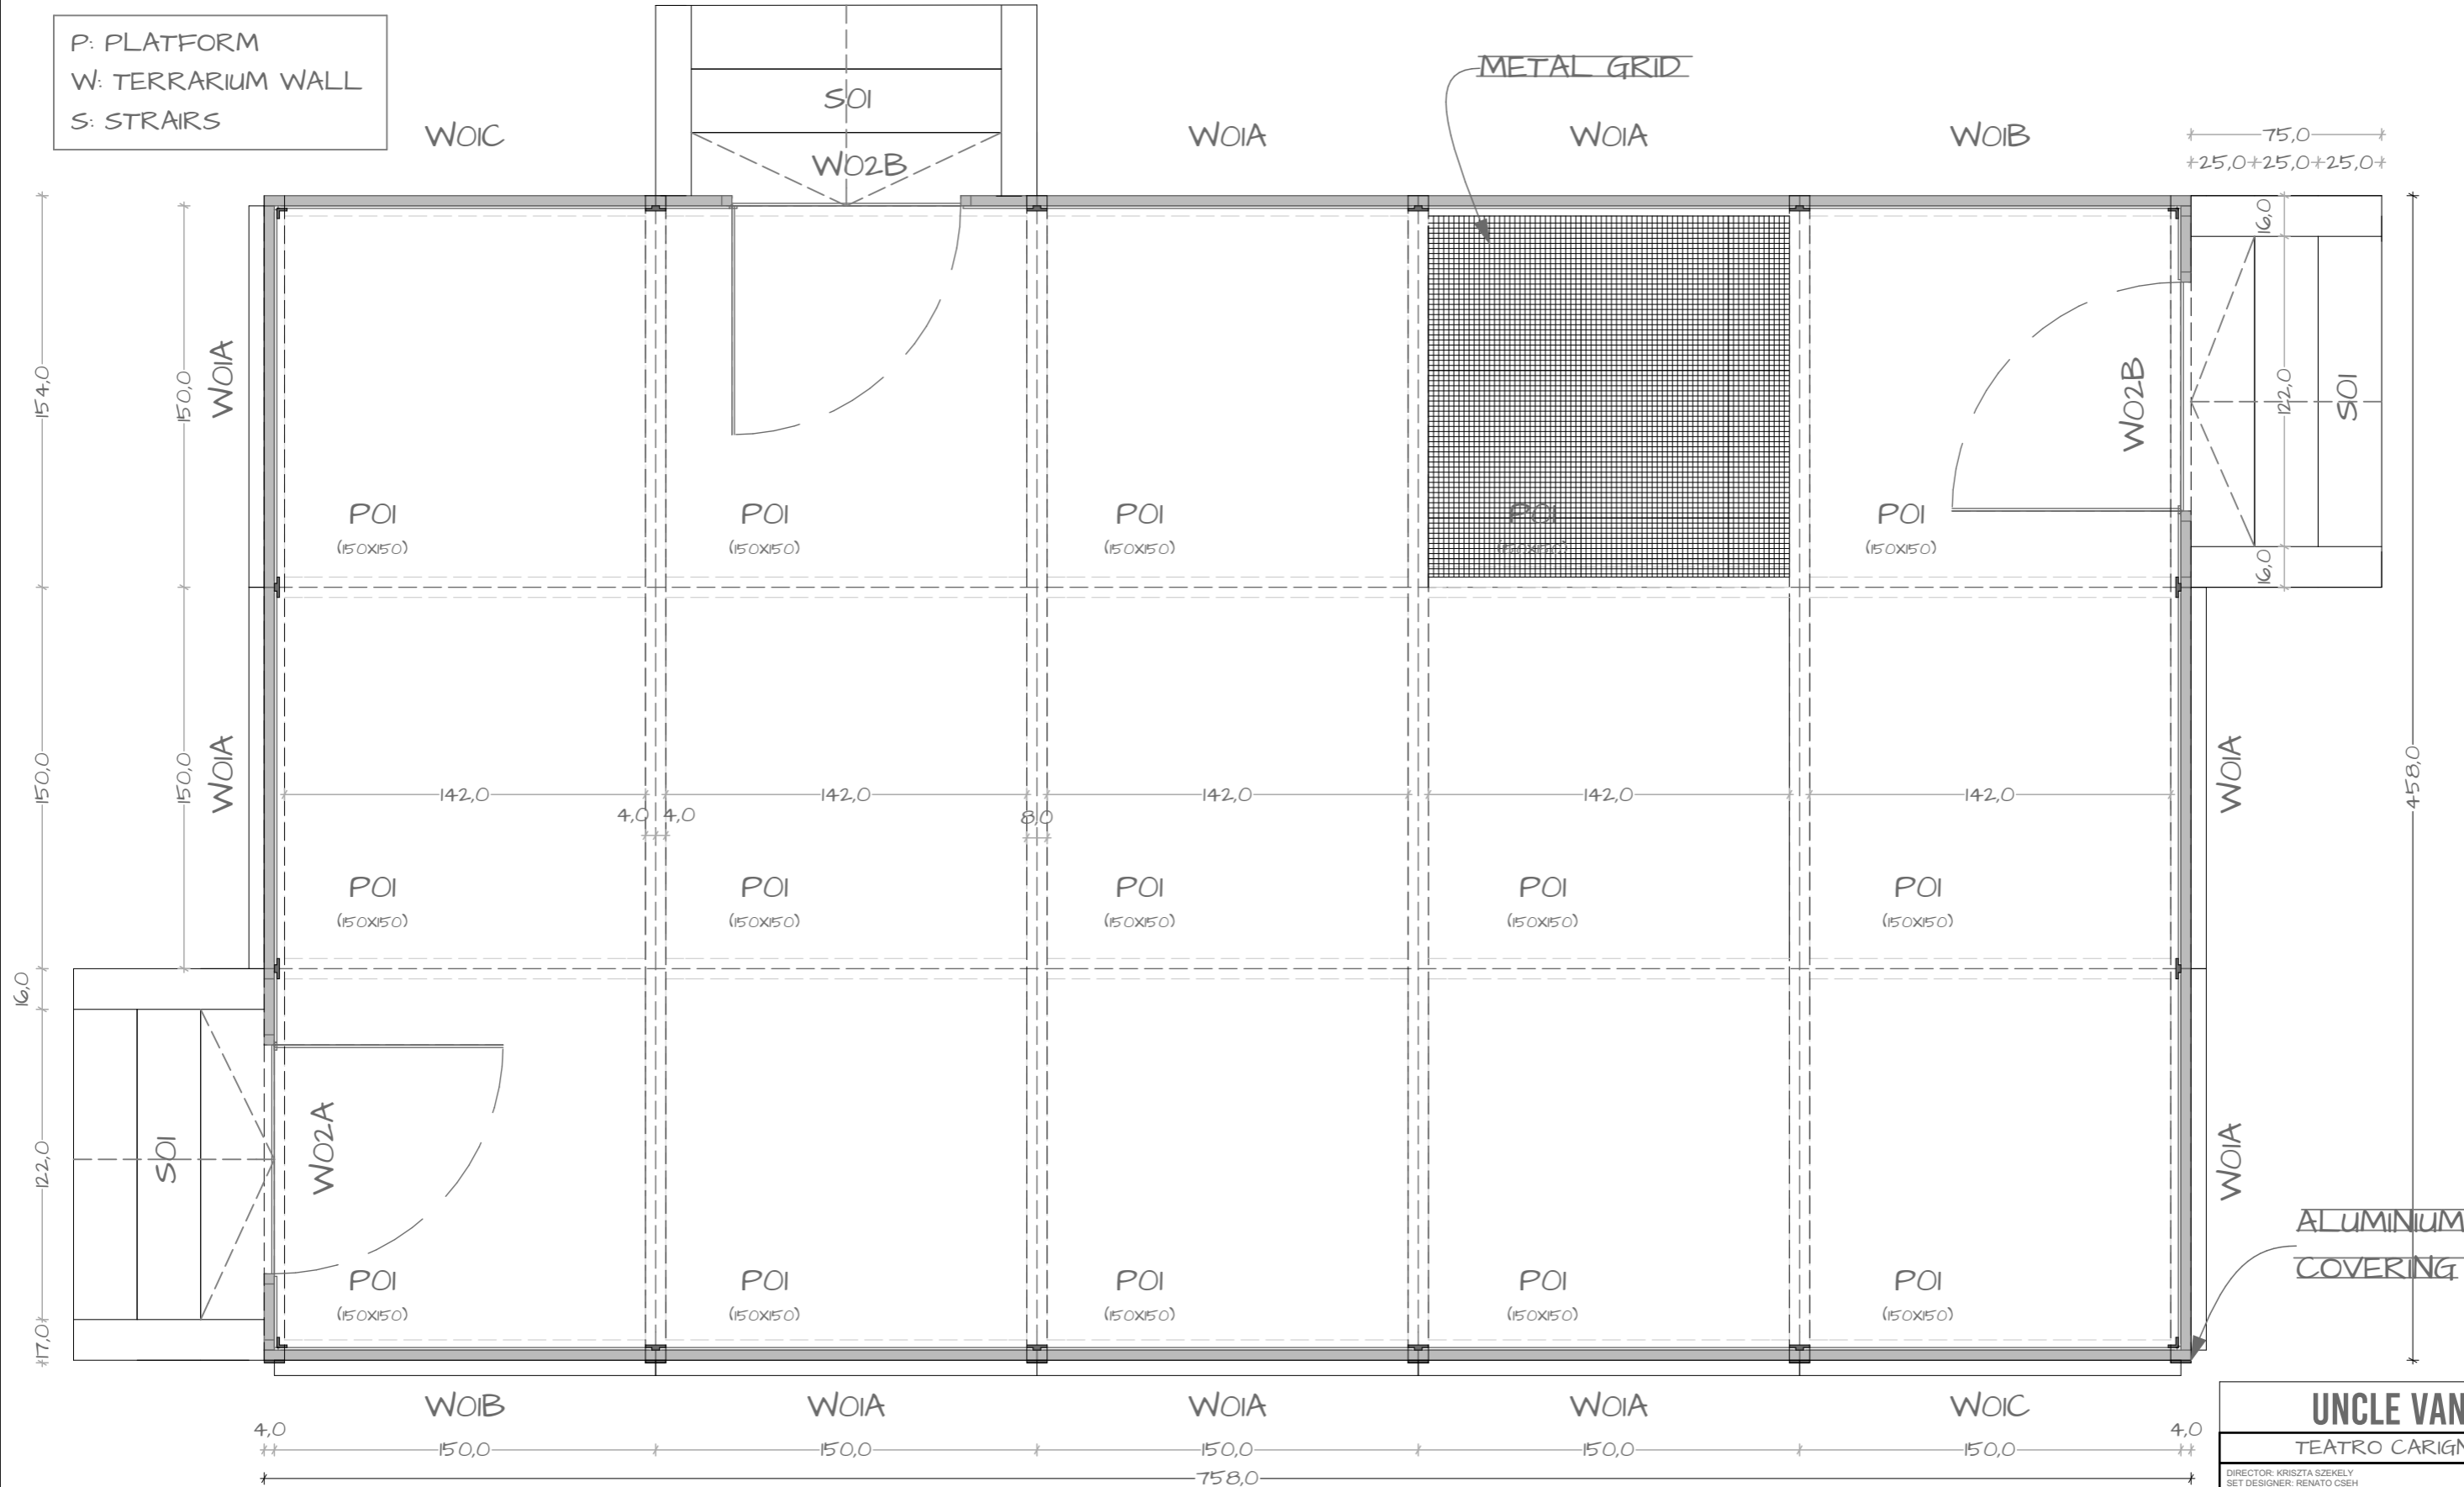 P: PLATFORM
W: TERRARIUM WALL
S: STRAIRS
METAL GRID
S01
W01C
W02B
W01A
W01A
W01B
75,0
25,0 25,0 25,0
16,0
154,0
150,0
W01A
W02B
122,0
S01
P01
P01
P01
P01
P01
(150X150)
(150X150)
(150X150)
(150X150)
(150X150)
16,0
150,0
150,0
W01A
142,0
142,0
142,0
142,0
142,0
4,0 4,0
8,0
W01A
458,0
P01
P01
P01
P01
P01
(150X150)
(150X150)
(150X150)
(150X150)
(150X150)
16,0
122,0
S01
W02A
W01A
ALUMINIUM
COVERING
P01
P01
P01
P01
P01
(150X150)
(150X150)
(150X150)
(150X150)
(150X150)
17,0
W01B
W01A
W01A
W01A
W01C
4,0
150,0
150,0
150,0
150,0
150,0
4,0
758,0
UNCLE VAN
TEATRO CARIGN
DIRECTOR: KRISZTA SZEKELY
SET DESIGNER: RENATO CSEH